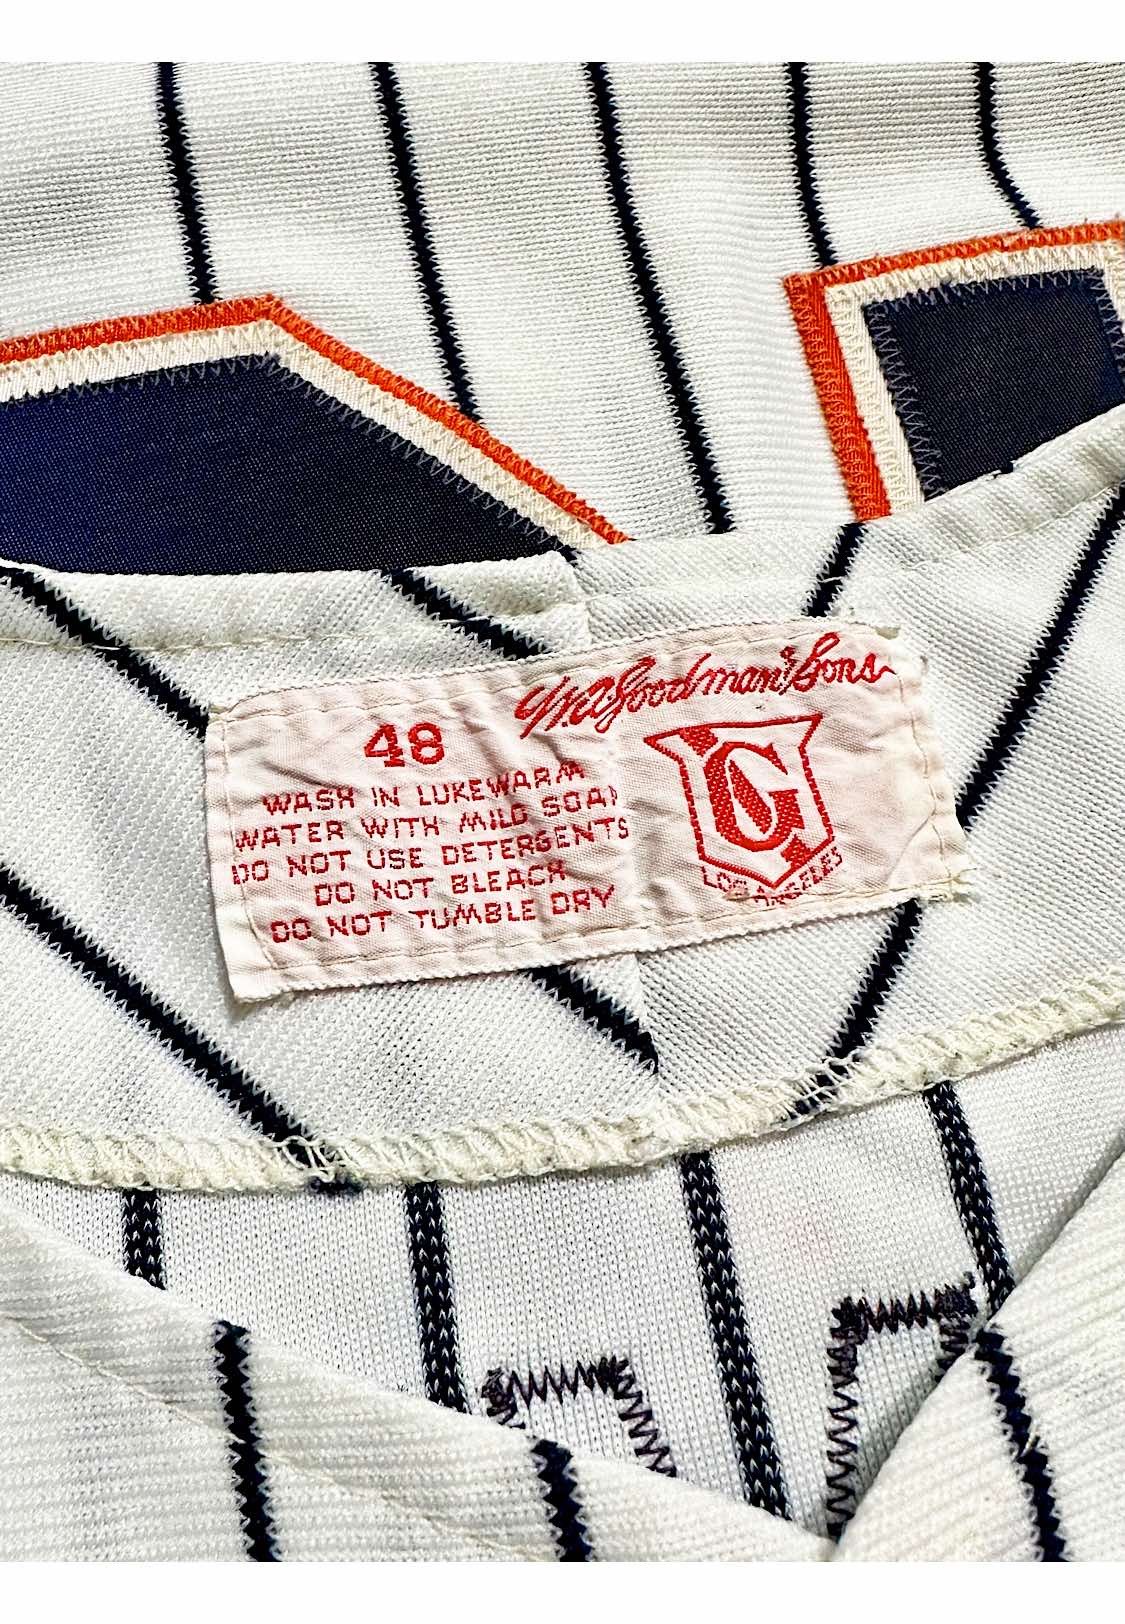 Wm. Goodman & Sons
48
WASH IN LUKEWARM
WATER WITH MILD SOAP
DO NOT USE DETERGENTS
DO NOT BLEACH
DO NOT TUMBLE DRY
G
LOS ANGELES